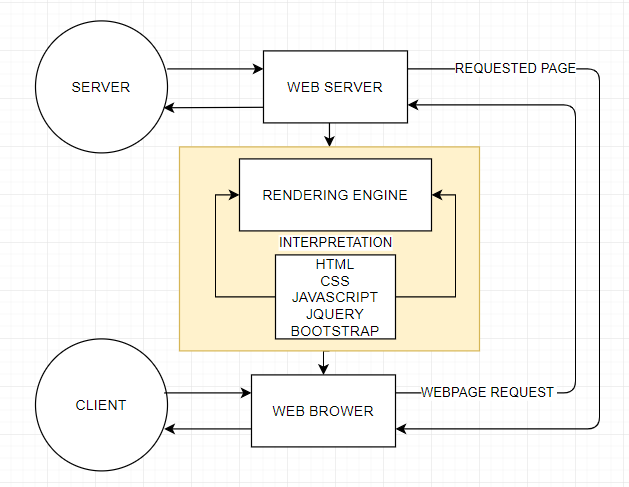 SERVER
WEB SERVER
REQUESTED PAGE
RENDERING ENGINE
INTERPRETATION
HTML
CSS
JAVASCRIPT
JQUERY
BOOTSTRAP
CLIENT
WEB BROWER
WEBPAGE REQUEST